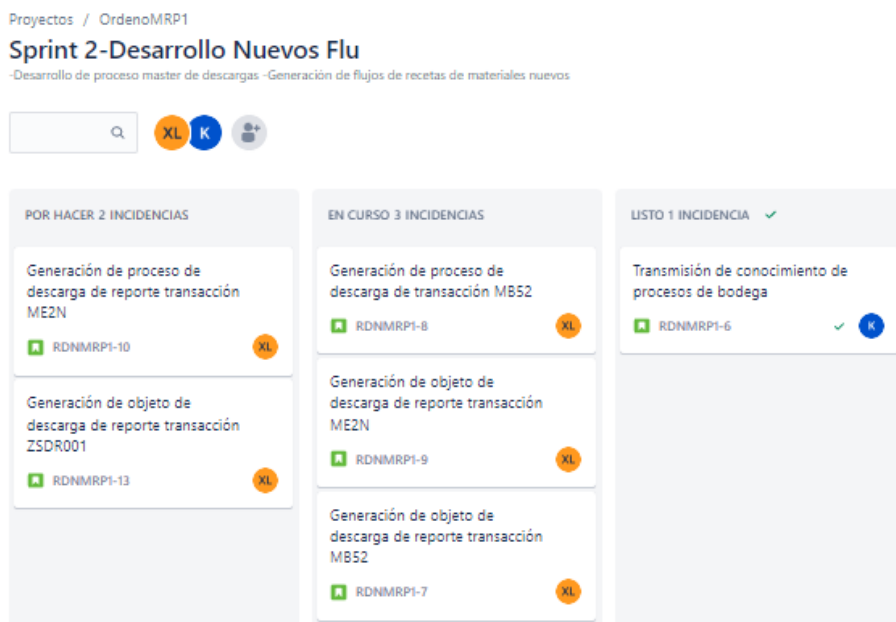 Proyectos / OrdenoMRP1
Sprint 2-Desarrollo Nuevos Flu
-Desarrollo de proceso master de descargas -Generación de flujos de recetas de materiales nuevos
XL K
POR HACER 2 INCIDENCIAS
Generación de proceso de
descarga de reporte transacción
ME2N
RDNMRP1-10 XL
Generación de objeto de
descarga de reporte transacción
ZSDR001
RDNMRP1-13 XL
EN CURSO 3 INCIDENCIAS
Generación de proceso de
descarga de transacción MB52
RDNMRP1-8 XL
Generación de objeto de
descarga de reporte transacción
ME2N
RDNMRP1-9 XL
Generación de objeto de
descarga de reporte transacción
MB52
RDNMRP1-7 XL
LISTO 1 INCIDENCIA
Transmisión de conocimiento de
procesos de bodega
RDNMRP1-6 K